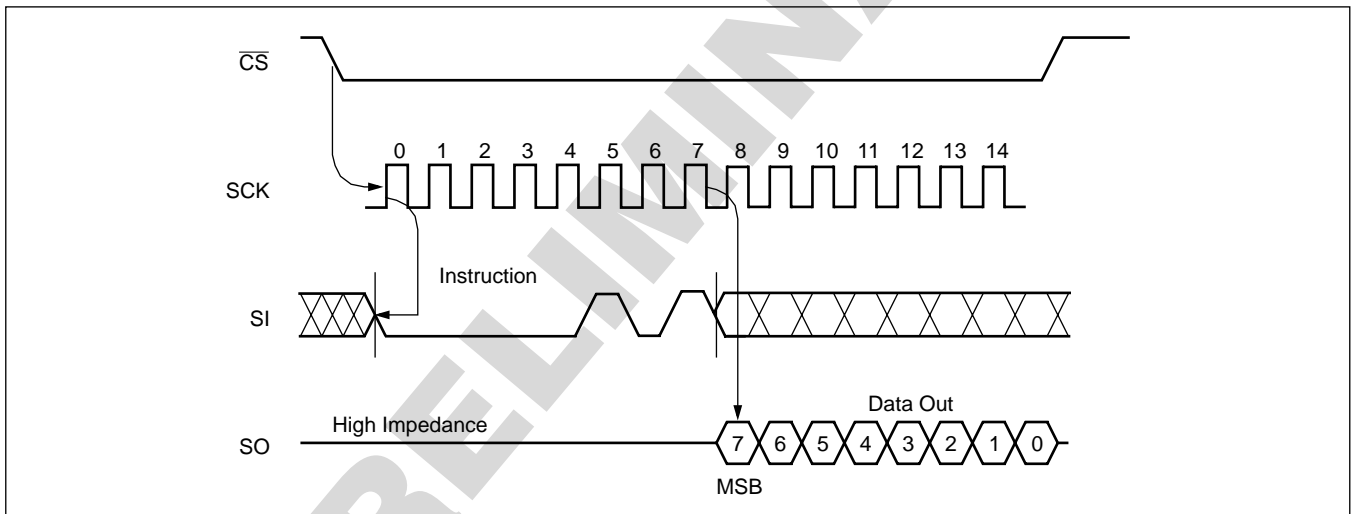 CS
0 1 2 3 4 5 6 7 8 9 10 11 12 13 14
SCK
Instruction
SI
High Impedance
Data Out
SO
7 6 5 4 3 2 1 0
MSB
RELIMIN